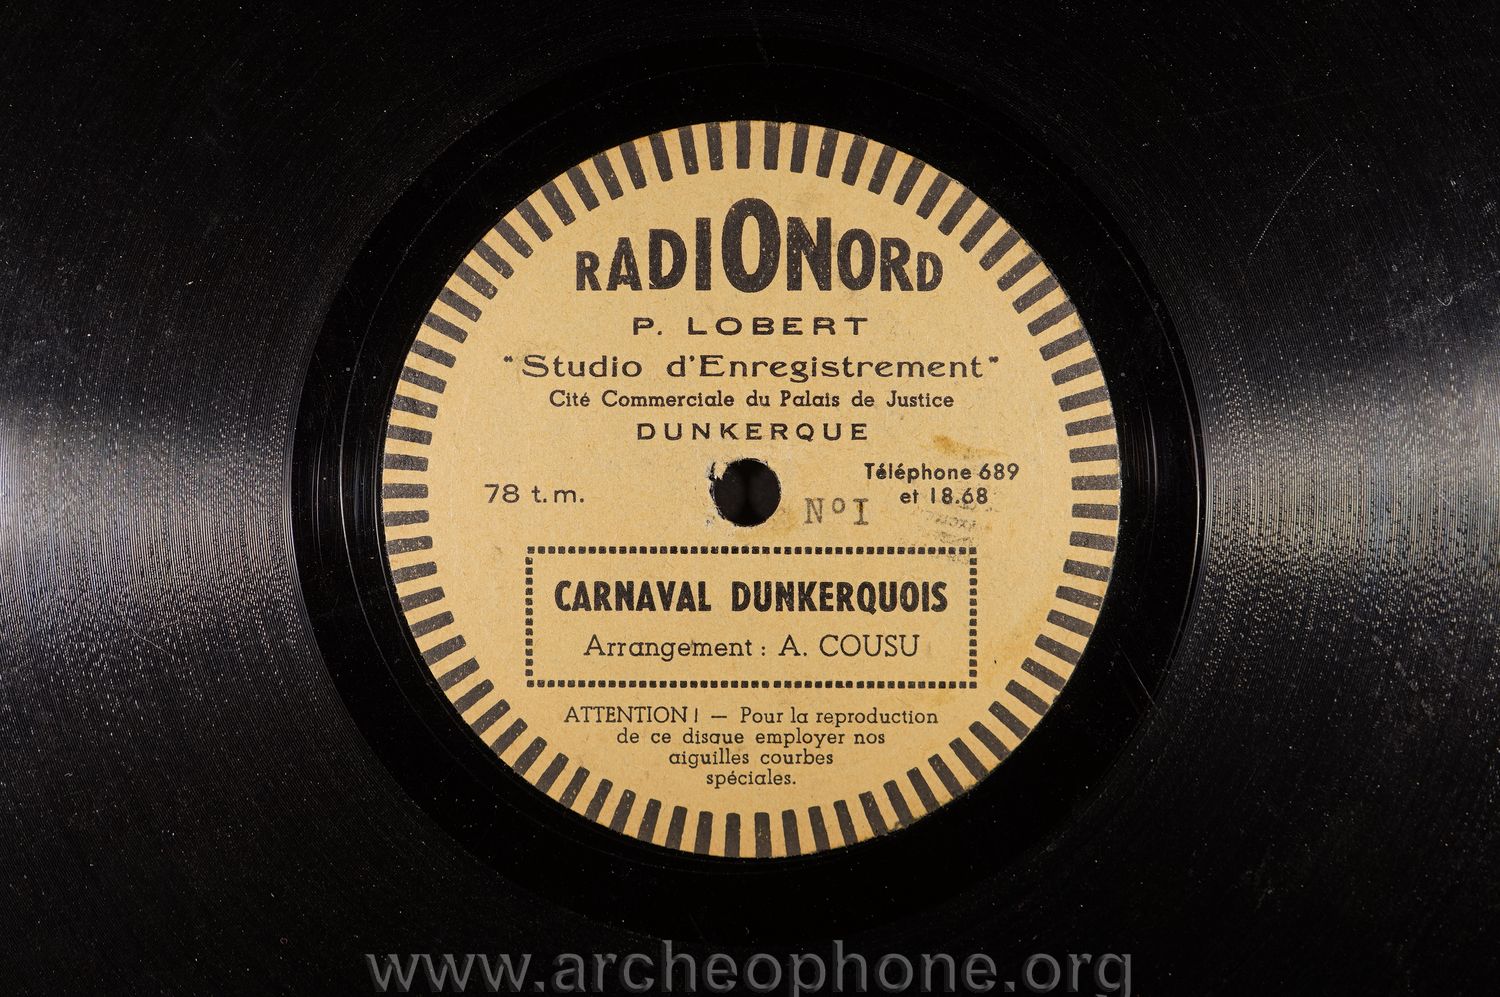 RADIONORD
P. LOBERT
"Studio d'Enregistrement"
Cité Commerciale du Palais de Justice
DUNKERQUE
78 t.m.
Téléphone 689
et 18.68
NºI
CARNAVAL DUNKERQUOIS
Arrangement : A. COUSU
ATTENTION ! — Pour la reproduction
de ce disque employer nos
aiguilles courbes
spéciales.
www.archeophone.org